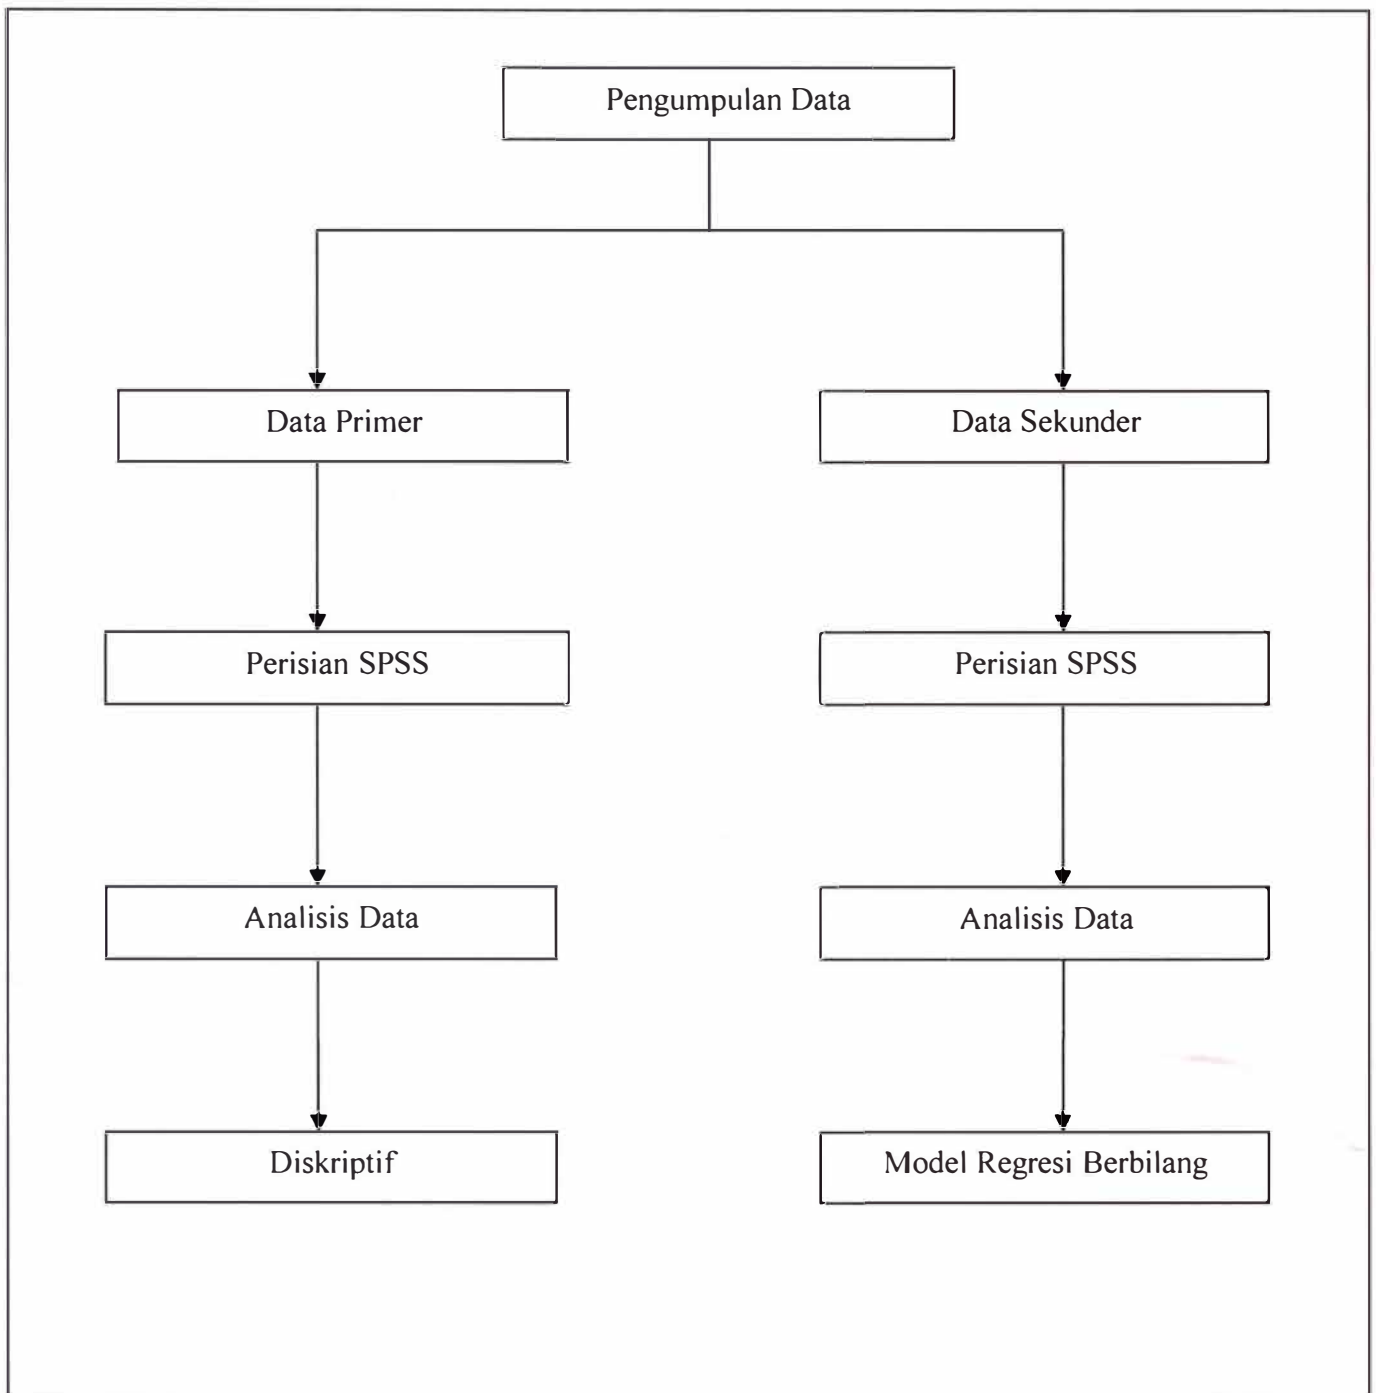 Pengumpulan Data
Data Primer
Data Sekunder
Perisian SPSS
Perisian SPSS
Analisis Data
Analisis Data
Diskriptif
Model Regresi Berbilang